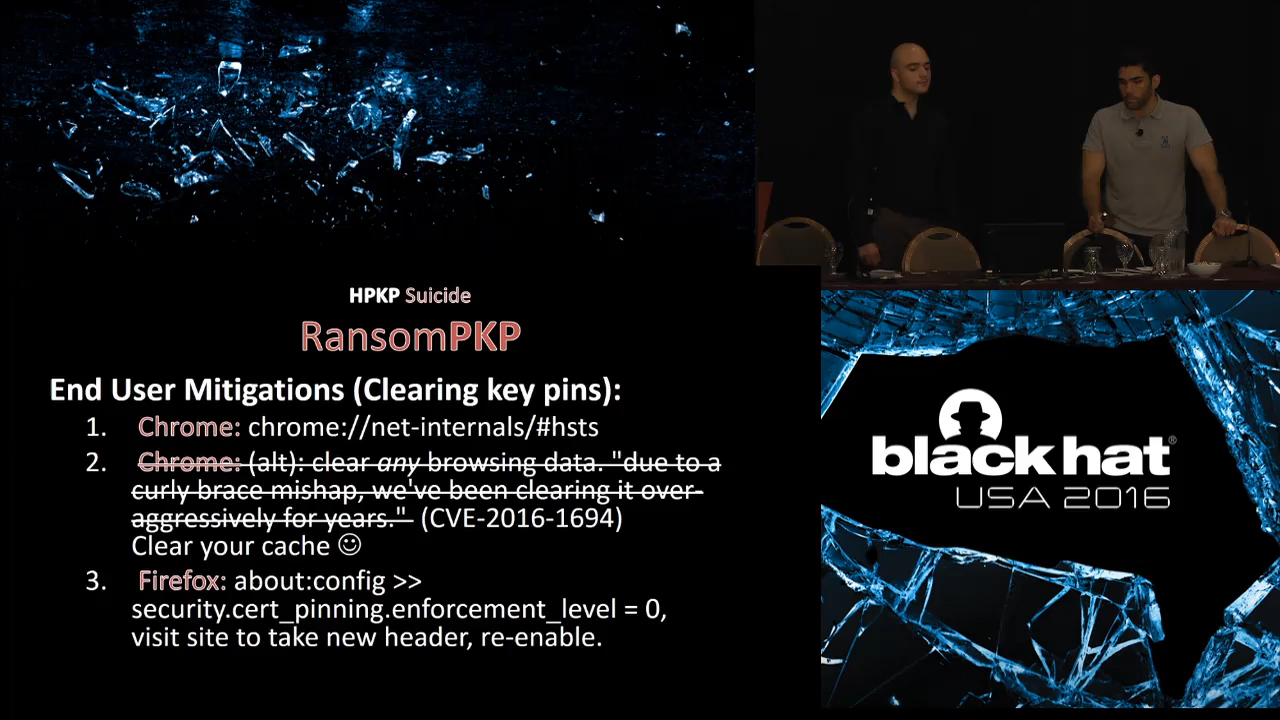 HPKP Suicide
RansomPKP
End User Mitigations (Clearing key pins):
1. Chrome: chrome://net-internals/#hsts
2. Chrome: (alt): clear any browsing data. "due to a
curly brace mishap, we've been clearing it over-
aggressively for years." (CVE-2016-1694)
Clear your cache ☺
3. Firefox: about:config >>
security.cert_pinning.enforcement_level = 0,
visit site to take new header, re-enable.
black hat®
USA 2016